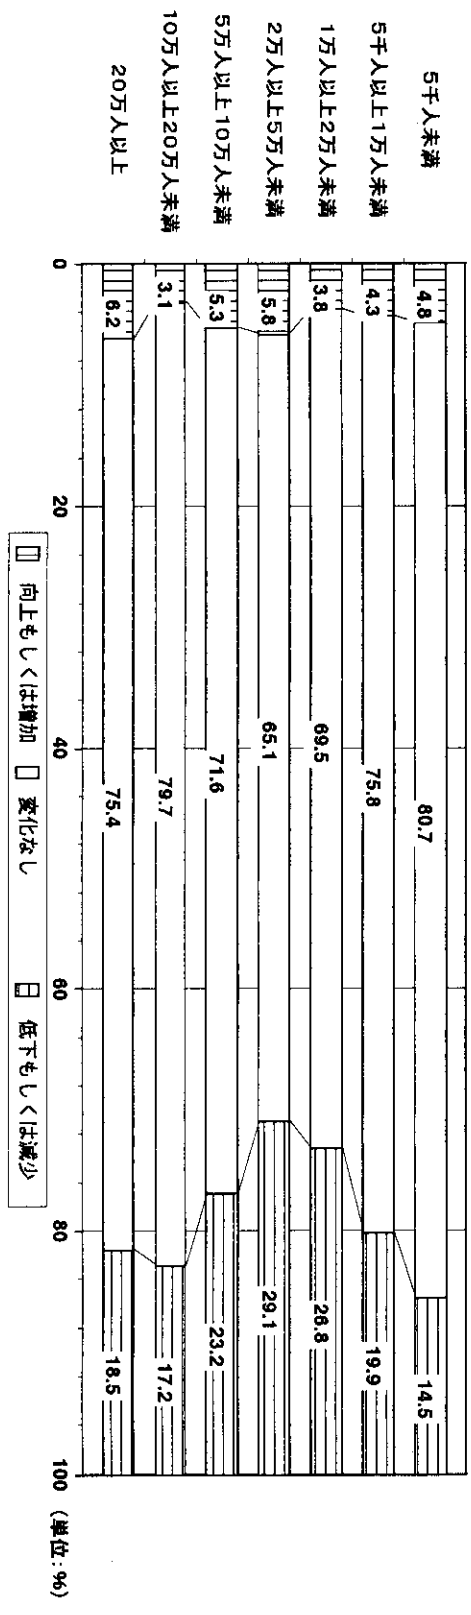 5千人未満 4.8 80.7 14.5
5千人以上1万人未満 4.3 75.8 19.9
1万人以上2万人未満 3.8 69.5 26.8
2万人以上5万人未満 5.8 65.1 29.1
5万人以上10万人未満 5.3 71.6 23.2
10万人以上20万人未満 3.1 79.7 17.2
20万人以上 6.2 75.4 18.5
0 20 40 60 80 100 (単位:%)
向上もしくは増加 変化なし 低下もしくは減少